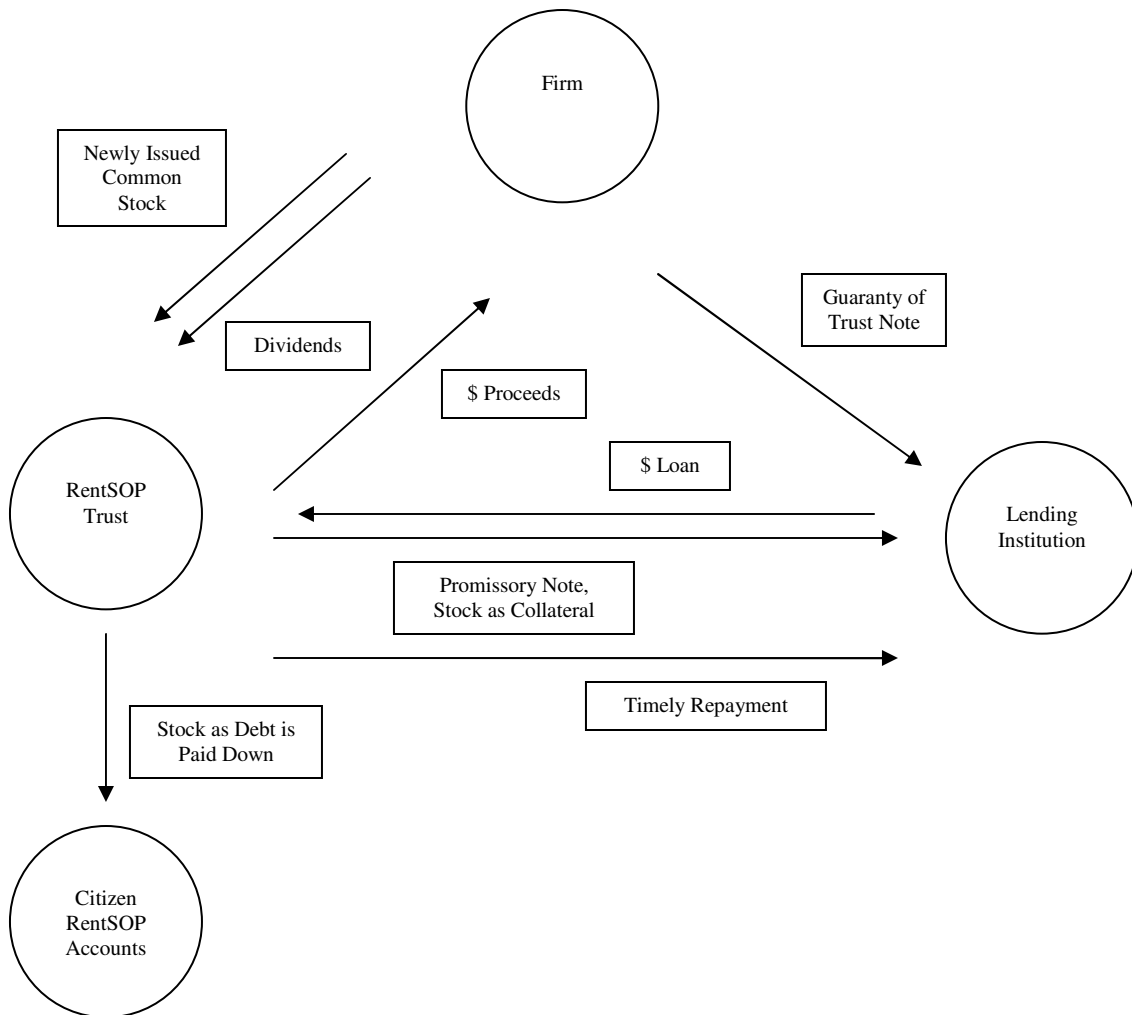 Firm
Newly Issued
Common
Stock
Guaranty of
Trust Note
Dividends
$ Proceeds
$ Loan
RentSOP
Trust
Lending
Institution
Promissory Note,
Stock as Collateral
Timely Repayment
Stock as Debt is
Paid Down
Citizen
RentSOP
Accounts